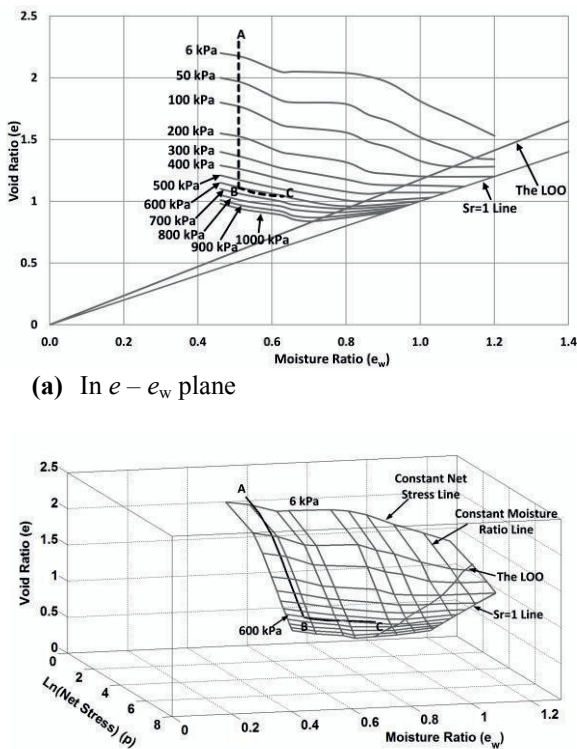 2.5
2
1.5
1
0.5
0
Void Ratio (e)
6 kPa
50 kPa
100 kPa
200 kPa
300 kPa
400 kPa
500 kPa
600 kPa
700 kPa
800 kPa
900 kPa
1000 kPa
A
B
C
The LOO
Sr=1 Line
0.0 0.2 0.4 0.6 0.8 1.0 1.2 1.4
Moisture Ratio (ew)
(a) In e – ew plane
2.5
2
1.5
1
0.5
0
Void Ratio (e)
A
6 kPa
Constant Net
Stress Line
Constant Moisture
Ratio Line
The LOO
Sr=1 Line
600 kPa
B
C
0
2
4
6
8
Ln(Net Stress) (p)
0 0.2 0.4 0.6 0.8 1 1.2
Moisture Ratio (ew)